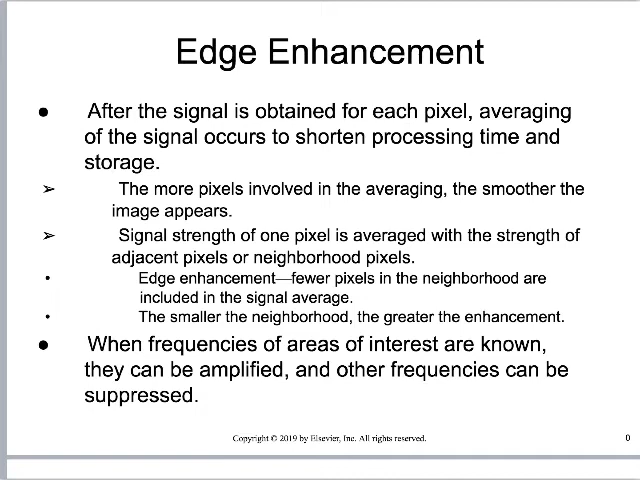 Edge Enhancement
● After the signal is obtained for each pixel, averaging
of the signal occurs to shorten processing time and
storage.
➢ The more pixels involved in the averaging, the smoother the
image appears.
➢ Signal strength of one pixel is averaged with the strength of
adjacent pixels or neighborhood pixels.
• Edge enhancement—fewer pixels in the neighborhood are
included in the signal average.
• The smaller the neighborhood, the greater the enhancement.
● When frequencies of areas of interest are known,
they can be amplified, and other frequencies can be
suppressed.
Copyright © 2019 by Elsevier, Inc. All rights reserved.
0